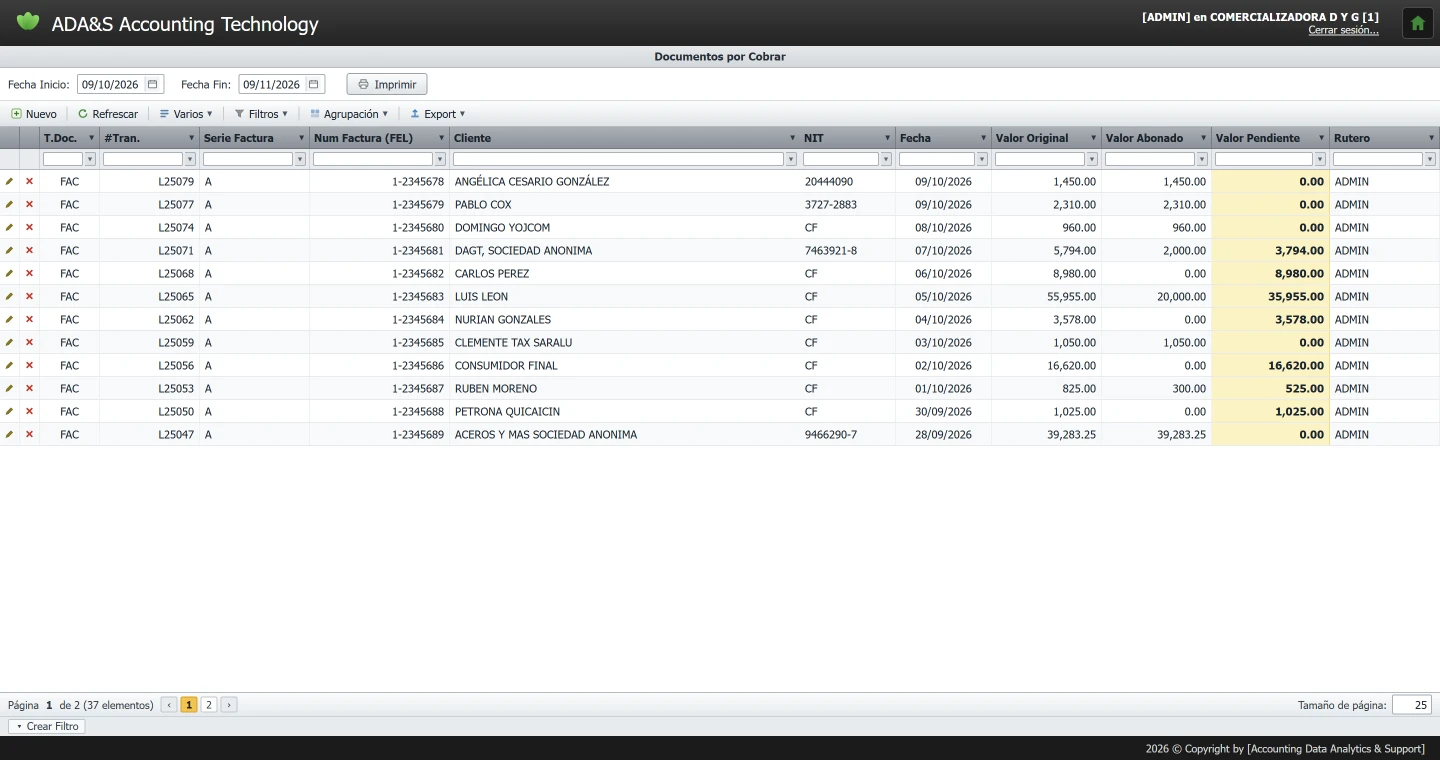 ADA&S Accounting Technology
[ADMIN] en COMERCIALIZADORA D Y G [1]
Cerrar sesión...
Documentos por Cobrar
Fecha Inicio: 09/10/2026 Fecha Fin: 09/11/2026 Imprimir
Nuevo Refrescar Varios Filtros Agrupación Export
T.Doc. #Tran. Serie Factura Num Factura (FEL) Cliente NIT Fecha Valor Original Valor Abonado Valor Pendiente Rutero
FAC L25079 A 1-2345678 ANGÉLICA CESARIO GONZÁLEZ 20444090 09/10/2026 1,450.00 1,450.00 0.00 ADMIN
FAC L25077 A 1-2345679 PABLO COX 3727-2883 09/10/2026 2,310.00 2,310.00 0.00 ADMIN
FAC L25074 A 1-2345680 DOMINGO YOJCOM CF 08/10/2026 960.00 960.00 0.00 ADMIN
FAC L25071 A 1-2345681 DAGT, SOCIEDAD ANONIMA 7463921-8 07/10/2026 5,794.00 2,000.00 3,794.00 ADMIN
FAC L25068 A 1-2345682 CARLOS PEREZ CF 06/10/2026 8,980.00 0.00 8,980.00 ADMIN
FAC L25065 A 1-2345683 LUIS LEON CF 05/10/2026 55,955.00 20,000.00 35,955.00 ADMIN
FAC L25062 A 1-2345684 NURIAN GONZALES CF 04/10/2026 3,578.00 0.00 3,578.00 ADMIN
FAC L25059 A 1-2345685 CLEMENTE TAX SARALU CF 03/10/2026 1,050.00 1,050.00 0.00 ADMIN
FAC L25056 A 1-2345686 CONSUMIDOR FINAL CF 02/10/2026 16,620.00 0.00 16,620.00 ADMIN
FAC L25053 A 1-2345687 RUBEN MORENO CF 01/10/2026 825.00 300.00 525.00 ADMIN
FAC L25050 A 1-2345688 PETRONA QUICAICIN CF 30/09/2026 1,025.00 0.00 1,025.00 ADMIN
FAC L25047 A 1-2345689 ACEROS Y MAS SOCIEDAD ANONIMA 9466290-7 28/09/2026 39,283.25 39,283.25 0.00 ADMIN
Página 1 de 2 (37 elementos) ‹ 1 2 › Tamaño de página: 25
Crear Filtro
2026 © Copyright by [Accounting Data Analytics & Support]